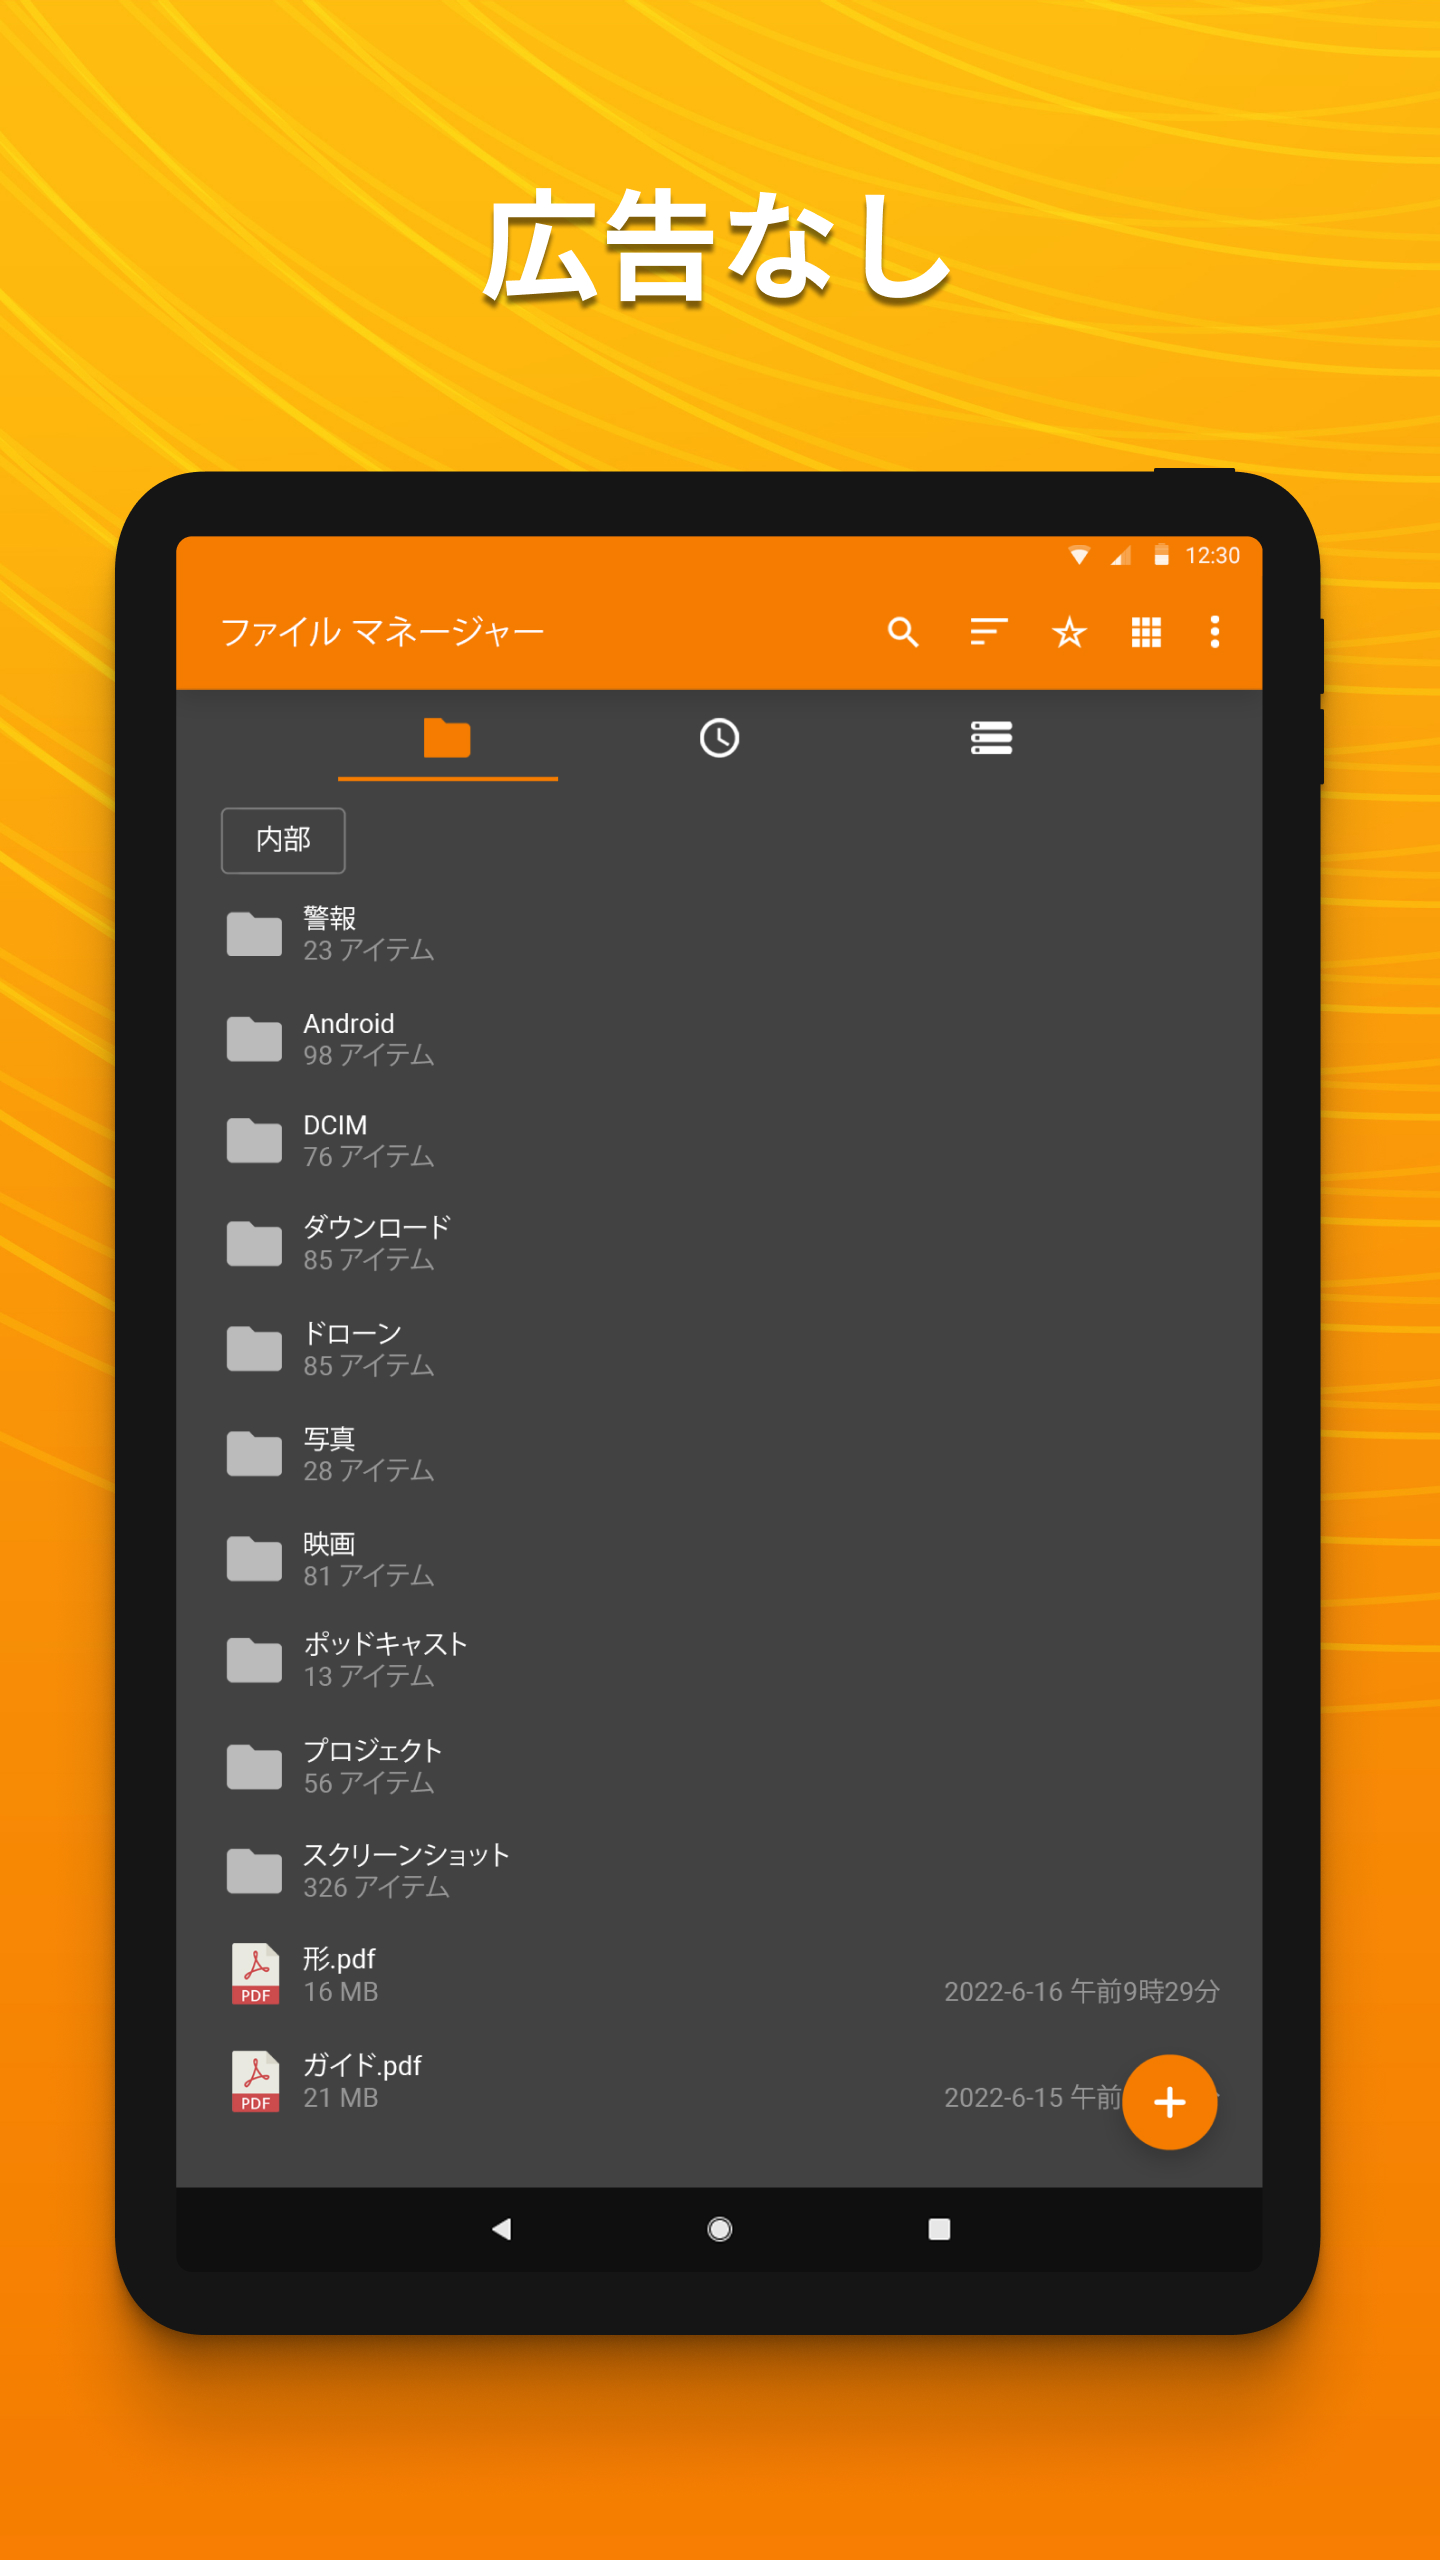 広告なし
12:30
ファイル マネージャー
内部
警報
23 アイテム
Android
98 アイテム
DCIM
76 アイテム
ダウンロード
85 アイテム
ドローン
85 アイテム
写真
28 アイテム
映画
81 アイテム
ポッドキャスト
13 アイテム
プロジェクト
56 アイテム
スクリーンショット
326 アイテム
形.pdf
PDF
16 MB
2022-6-16 午前9時29分
ガイド.pdf
PDF
21 MB
2022-6-15 午前